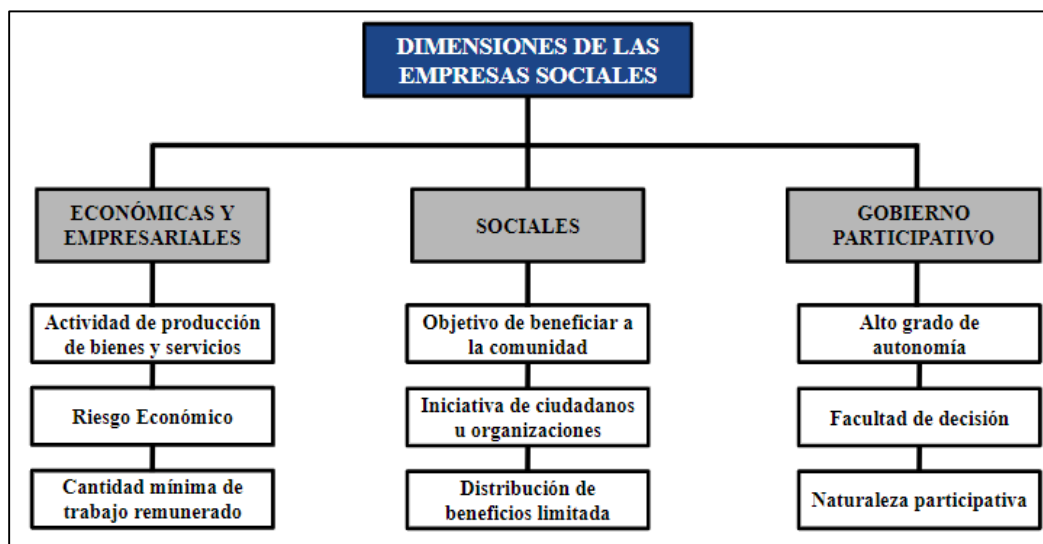 DIMENSIONES DE LAS
EMPRESAS SOCIALES
ECONÓMICAS Y
EMPRESARIALES
Actividad de producción
de bienes y servicios
Riesgo Económico
Cantidad mínima de
trabajo remunerado
SOCIALES
Objetivo de beneficiar a
la comunidad
Iniciativa de ciudadanos
u organizaciones
Distribución de
beneficios limitada
GOBIERNO
PARTICIPATIVO
Alto grado de
autonomía
Facultad de decisión
Naturaleza participativa